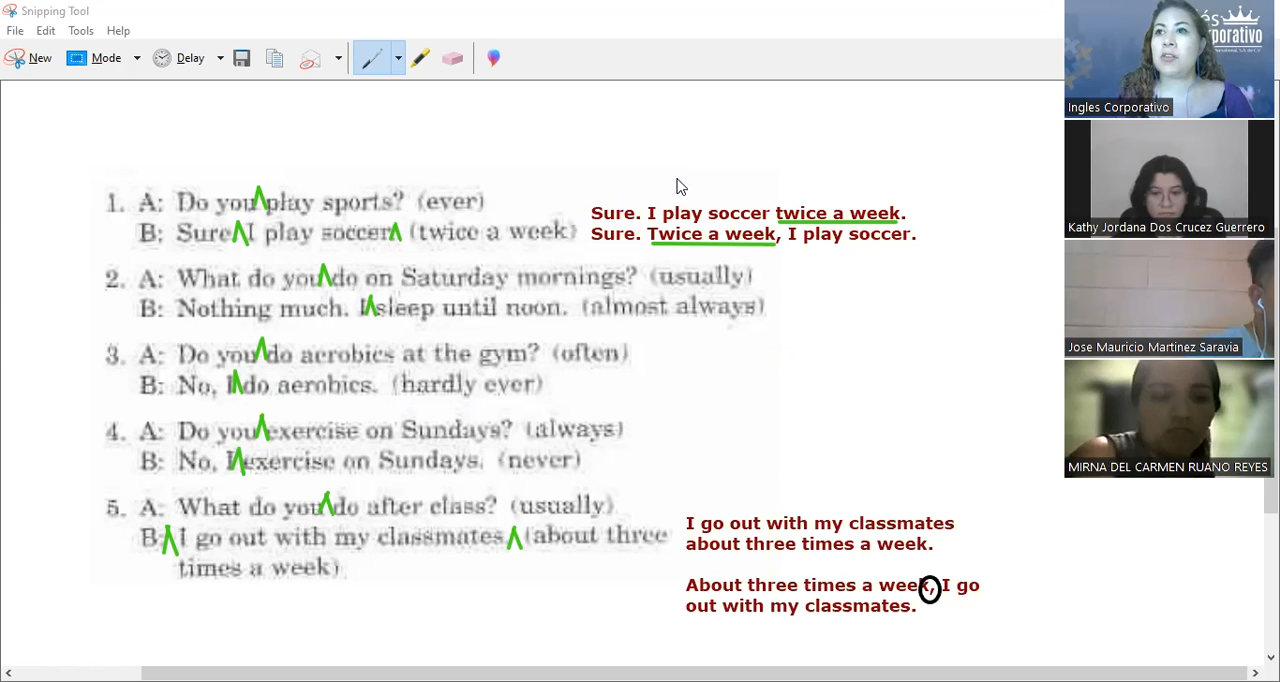 Snipping Tool
File Edit Tools Help
New Mode Delay
1. A: Do you play sports? (ever)
B: Sure I play soccer (twice a week)
Sure. I play soccer twice a week.
Sure. Twice a week, I play soccer.
2. A: What do you do on Saturday mornings? (usually)
B: Nothing much. I sleep until noon. (almost always)
3. A: Do you do aerobics at the gym? (often)
B: No, I do aerobics. (hardly ever)
4. A: Do you exercise on Sundays? (always)
B: No, I exercise on Sundays. (never)
5. A: What do you do after class? (usually)
B: I go out with my classmates (about three
times a week)
I go out with my classmates
about three times a week.
About three times a week, I go
out with my classmates.
Ingles Corporativo
Kathy Jordana Dos Crucez Guerrero
Jose Mauricio Martinez Saravia
MIRNA DEL CARMEN RUANO REYES